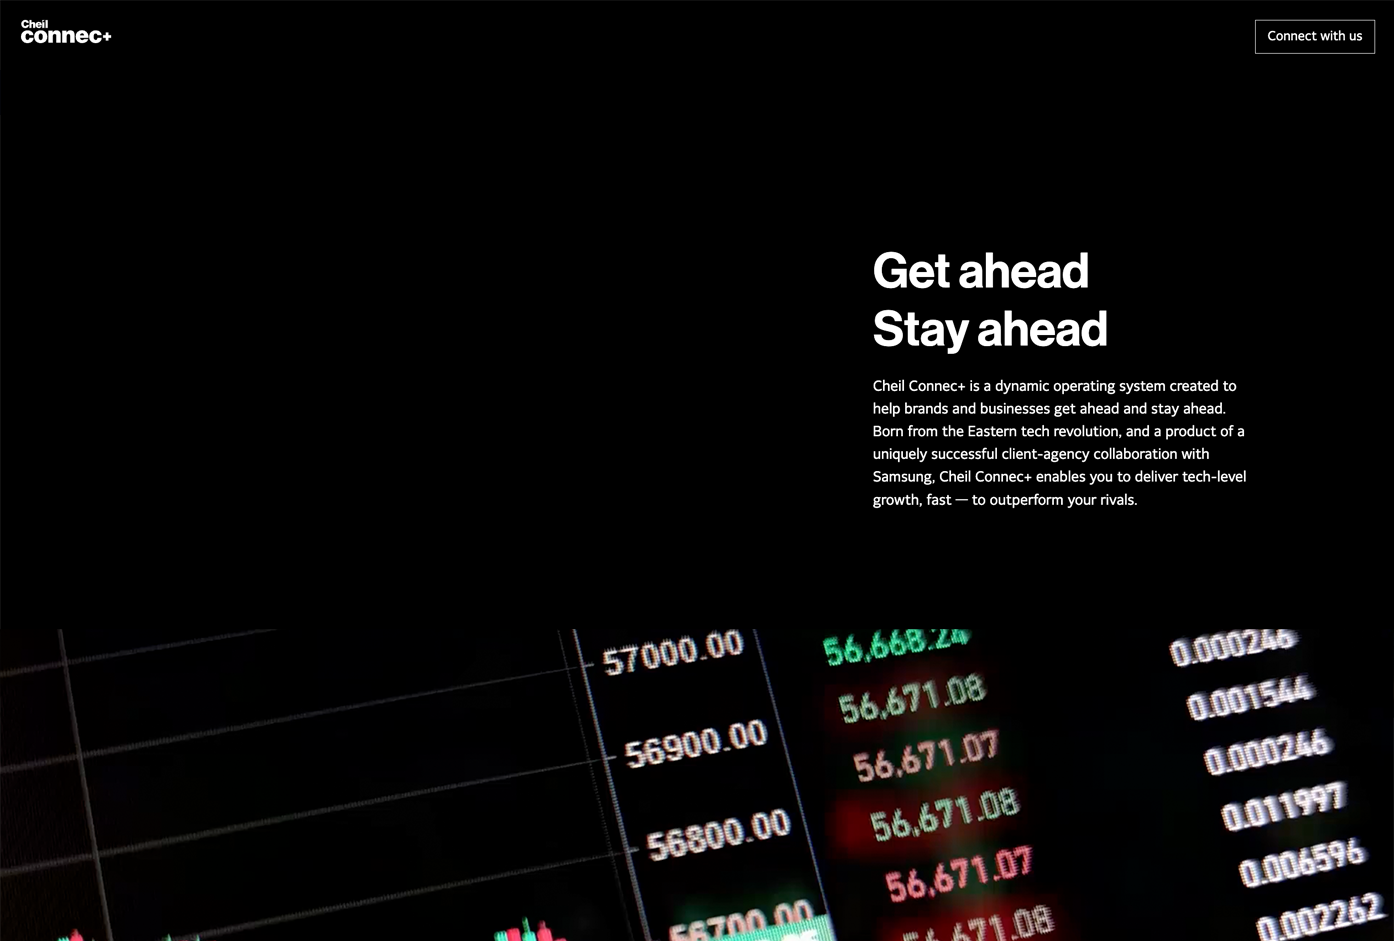 Cheil
connec+
Connect with us
Get ahead
Stay ahead
Cheil Connec+ is a dynamic operating system created to
help brands and businesses get ahead and stay ahead.
Born from the Eastern tech revolution, and a product of a
uniquely successful client-agency collaboration with
Samsung, Cheil Connec+ enables you to deliver tech-level
growth, fast — to outperform your rivals.
57000.00
56900.00
56800.00
56700.00
56,668.24
56,671.08
56,671.07
56,671.08
56,671.07
56,671.08
0.000246
0.001544
0.000246
0.011997
0.006596
0.002262